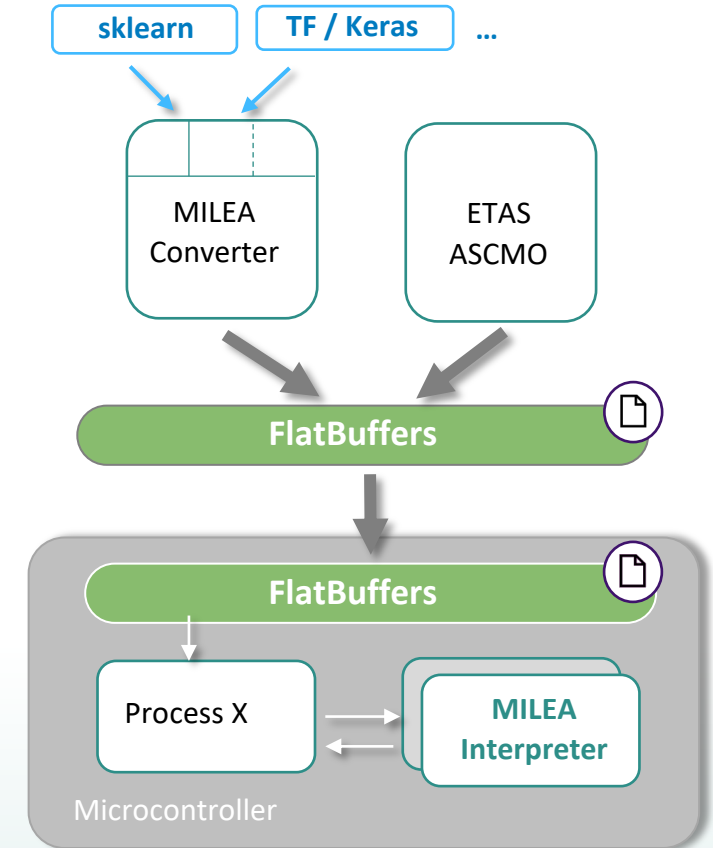 sklearn
TF / Keras
...
MILEA
Converter
ETAS
ASCMO
FlatBuffers
FlatBuffers
Process X
MILEA
Interpreter
Microcontroller